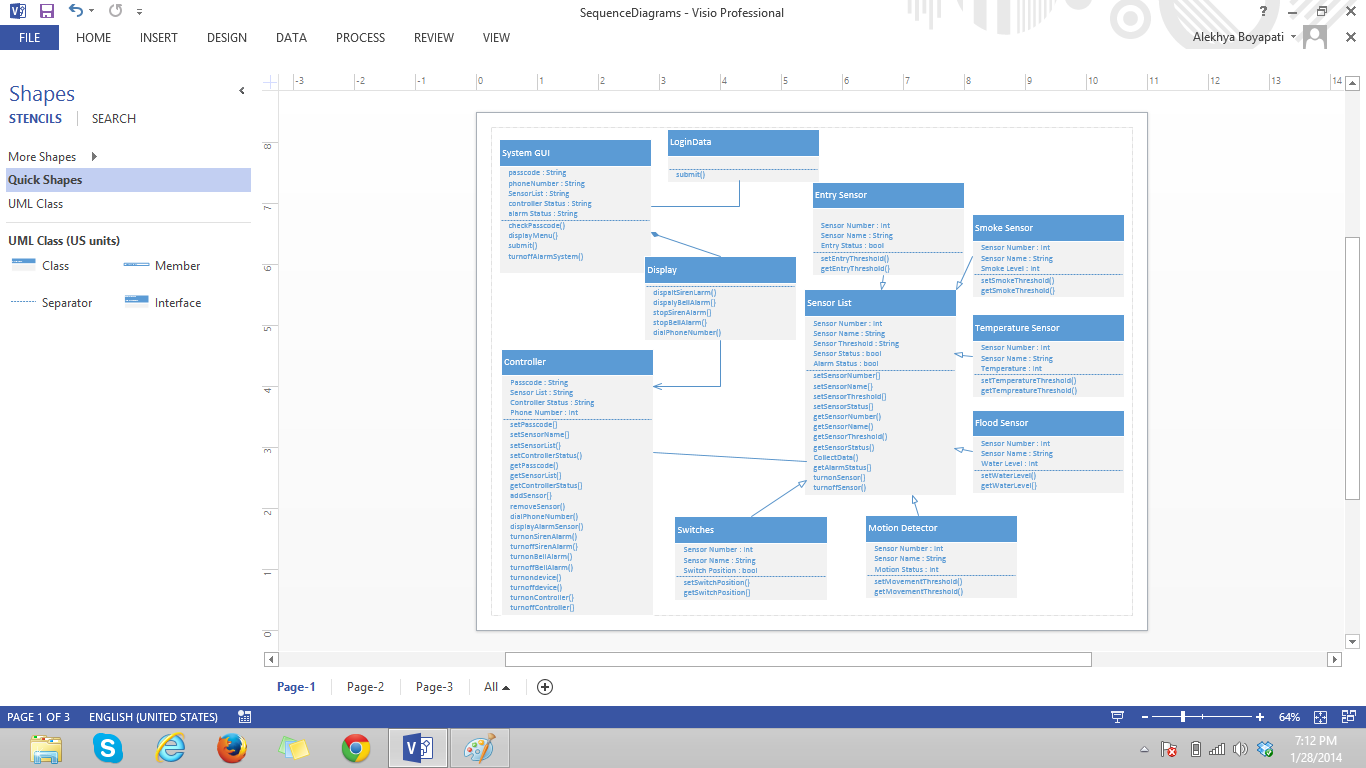 SequenceDiagrams - Visio Professional
?
FILE HOME INSERT DESIGN DATA PROCESS REVIEW VIEW
Alekhya Boyapati
Shapes
STENCILS SEARCH
More Shapes
Quick Shapes
UML Class
UML Class (US units)
Class Member
Separator Interface
-3 -2 -1 0 1 2 3 4 5 6 7 8 9 10 11 12 13 14
8
7
6
5
4
3
2
1
0
System GUI
passcode : String
phoneNumber : String
SensorList : String
controller Status : String
alarm Status : String
checkPasscode()
displayMenu()
submit()
turnoffAlarmSystem()
LoginData
submit()
Entry Sensor
Sensor Number : int
Sensor Name : String
Entry Status : bool
setEntryThreshold()
getEntryThreshold()
Smoke Sensor
Sensor Number : int
Sensor Name : String
Smoke Level : int
setSmokeThreshold()
getSmokeThreshold()
Display
dispaltSirenLarm()
dispalyBellAlarm()
stopSirenAlarm()
stopBellAlarm()
dialPhoneNumber()
Sensor List
Sensor Number : int
Sensor Name : String
Sensor Threshold : String
Sensor Status : bool
Alarm Status : bool
setSensorNumber()
setSensorName()
setSensorThreshold()
setSensorStatus()
getSensorNumber()
getSensorName()
getSensorThreshold()
getSensorStatus()
CollectData()
getAlarmStatus()
turnonSensor()
turnoffSensor()
Temperature Sensor
Sensor Number : int
Sensor Name : String
Temperature : int
setTemperatureThreshold()
getTempreatureThreshold()
Controller
Passcode : String
Sensor List : String
Controller Status : String
Phone Number : int
setPasscode()
setSensorName()
setSensorList()
setControllerStatus()
getPasscode()
getSensorList()
getControllerStatus()
addSensor()
removeSensor()
dialPhoneNumber()
displayAlarmSensor()
turnonSirenAlarm()
turnoffSirenAlarm()
turnonBellAlarm()
turnoffBellAlarm()
turnondevice()
turnoffdevice()
turnonController()
turnoffController()
Flood Sensor
Sensor Number : int
Sensor Name : String
Water Level : int
setWaterLevel()
getWaterLevel()
Switches
Sensor Number : int
Sensor Name : String
Switch Position : bool
setSwitchPosition()
getSwitchPosition()
Motion Detector
Sensor Number : int
Sensor Name : String
Motion Status : int
setMovementThreshold()
getMovementThreshold()
Page-1 Page-2 Page-3 All
PAGE 1 OF 3 ENGLISH (UNITED STATES)
64%
7:12 PM
1/28/2014